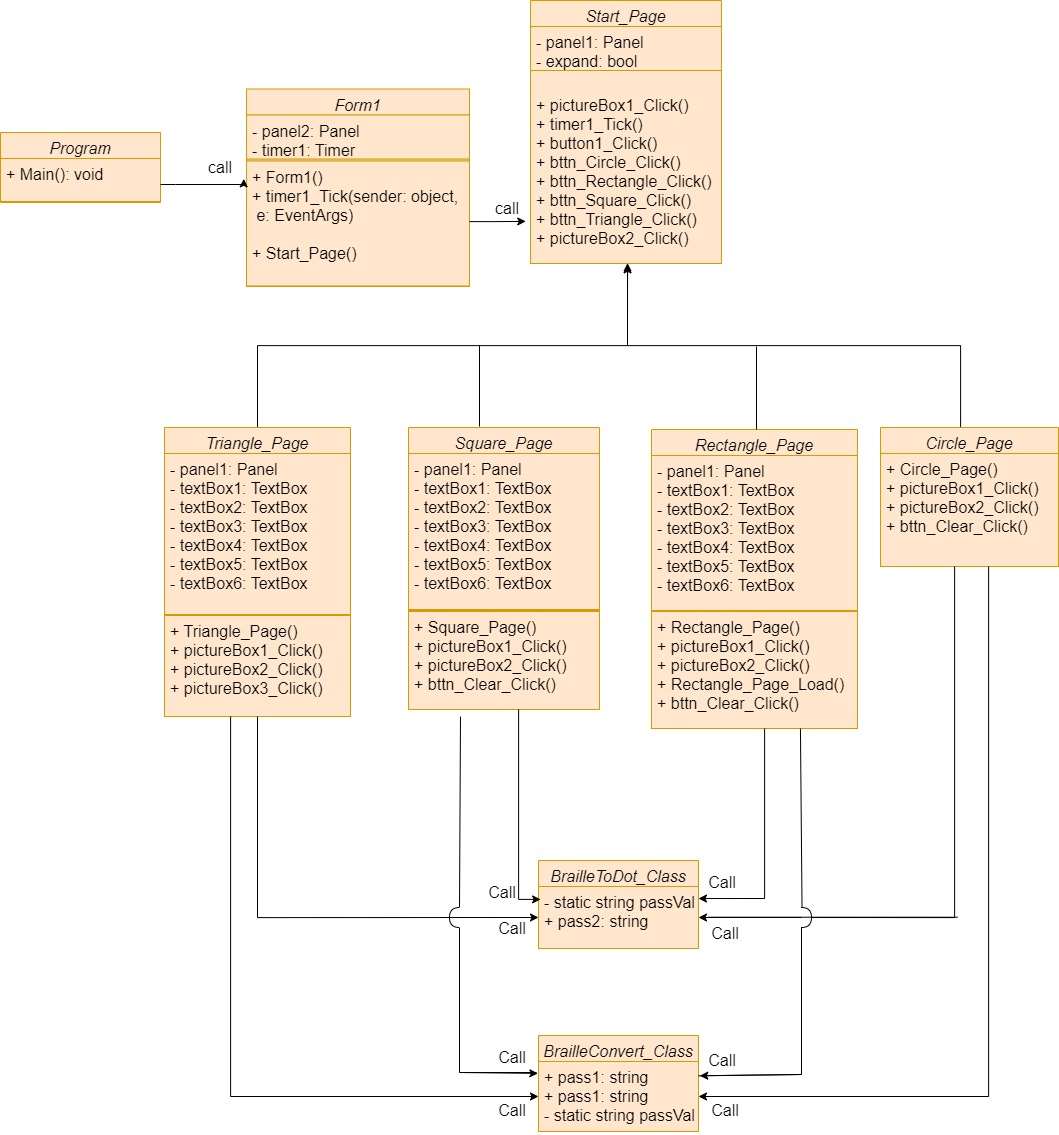 Start_Page
- panel1: Panel
- expand: bool
+ pictureBox1_Click()
+ timer1_Tick()
+ button1_Click()
+ bttn_Circle_Click()
+ bttn_Rectangle_Click()
+ bttn_Square_Click()
+ bttn_Triangle_Click()
+ pictureBox2_Click()
Form1
- panel2: Panel
- timer1: Timer
+ Form1()
+ timer1_Tick(sender: object,
e: EventArgs)
+ Start_Page()
Program
+ Main(): void
call
call
Triangle_Page
- panel1: Panel
- textBox1: TextBox
- textBox2: TextBox
- textBox3: TextBox
- textBox4: TextBox
- textBox5: TextBox
- textBox6: TextBox
+ Triangle_Page()
+ pictureBox1_Click()
+ pictureBox2_Click()
+ pictureBox3_Click()
Square_Page
- panel1: Panel
- textBox1: TextBox
- textBox2: TextBox
- textBox3: TextBox
- textBox4: TextBox
- textBox5: TextBox
- textBox6: TextBox
+ Square_Page()
+ pictureBox1_Click()
+ pictureBox2_Click()
+ bttn_Clear_Click()
Rectangle_Page
- panel1: Panel
- textBox1: TextBox
- textBox2: TextBox
- textBox3: TextBox
- textBox4: TextBox
- textBox5: TextBox
- textBox6: TextBox
+ Rectangle_Page()
+ pictureBox1_Click()
+ pictureBox2_Click()
+ Rectangle_Page_Load()
+ bttn_Clear_Click()
Circle_Page
+ Circle_Page()
+ pictureBox1_Click()
+ pictureBox2_Click()
+ bttn_Clear_Click()
BrailleToDot_Class
- static string passVal
+ pass2: string
Call
Call
Call
Call
BrailleConvert_Class
+ pass1: string
+ pass1: string
- static string passVal
Call
Call
Call
Call